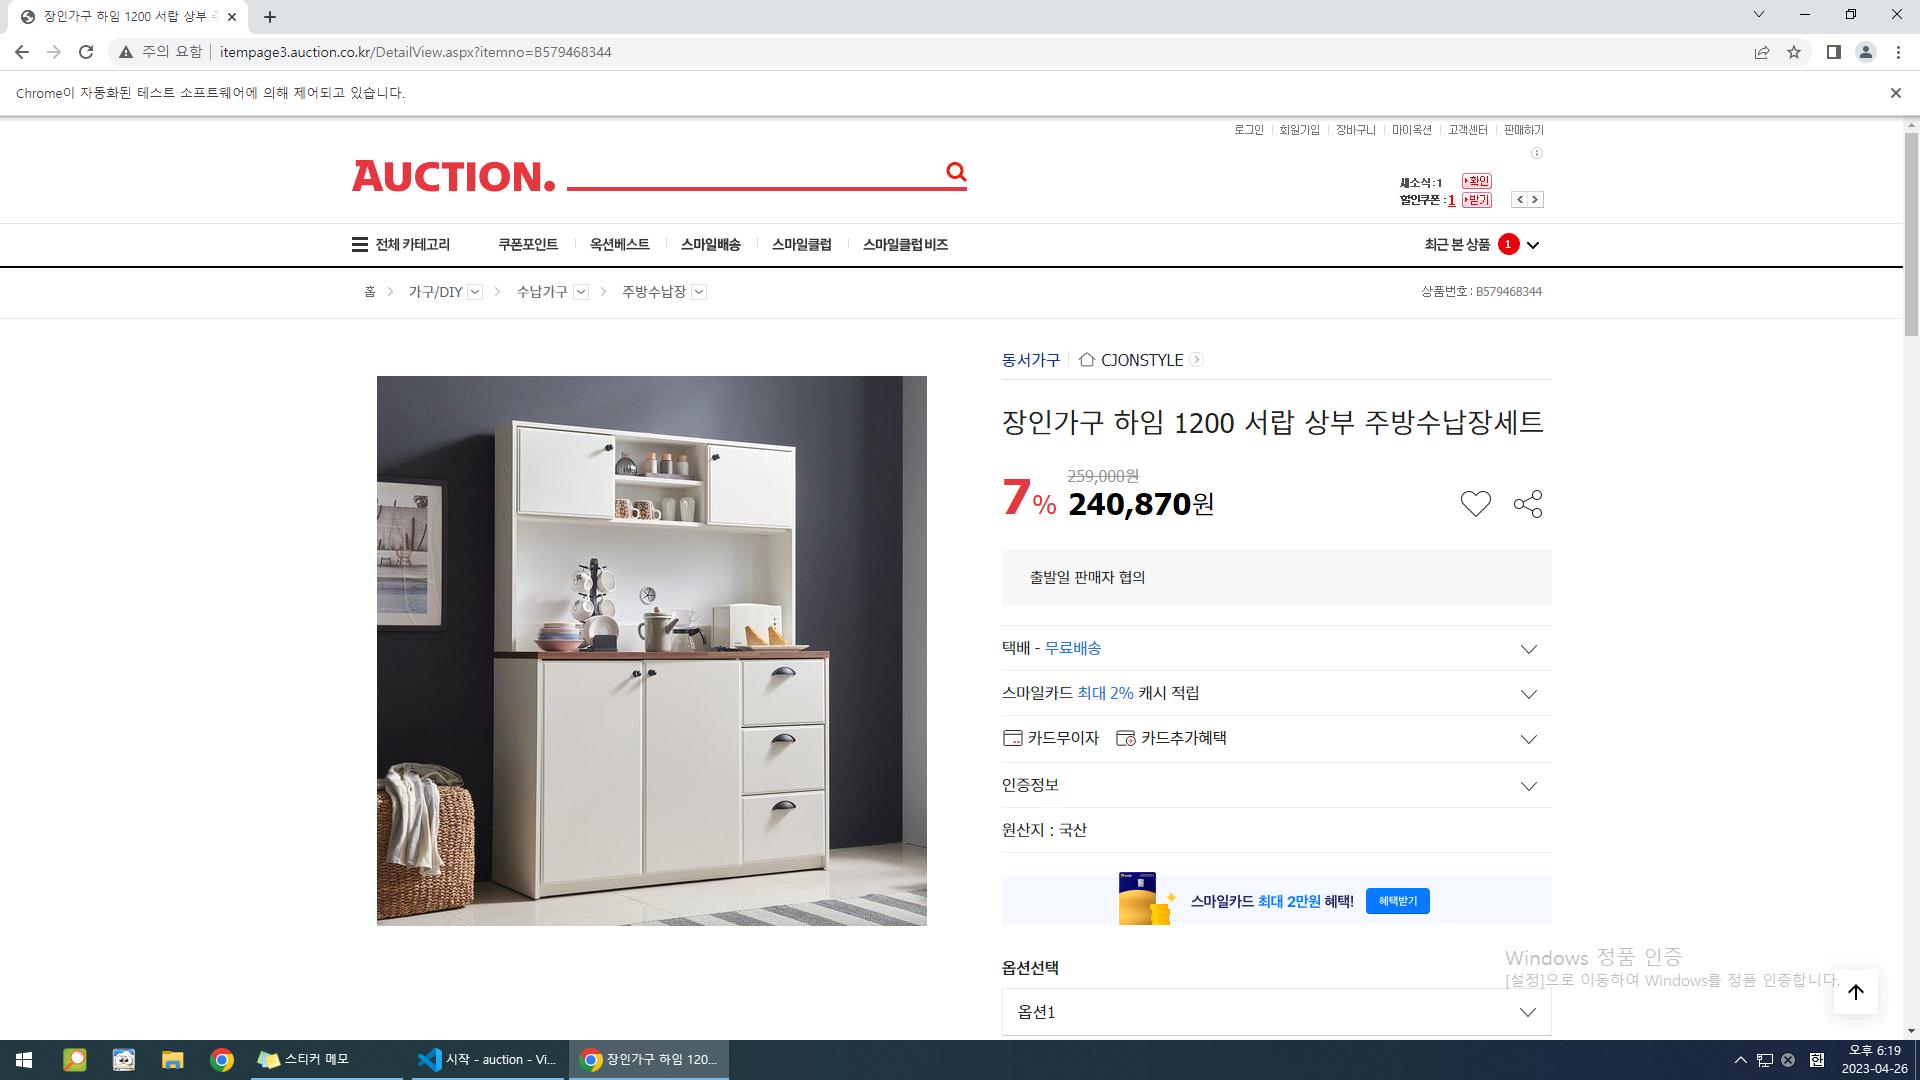 장인가구 하임 1200 서랍 상부 주
주의 요함
itempage3.auction.co.kr/DetailView.aspx?itemno=B579468344
Chrome이 자동화된 테스트 소프트웨어에 의해 제어되고 있습니다.
로그인 회원가입 장바구니 마이옥션 고객센터 판매하기
AUCTION.
새소식 : 1 확인
할인쿠폰 : 1 받기
전체 카테고리 쿠폰포인트 옥션베스트 스마일배송 스마일클럽 스마일클럽 비즈 최근 본 상품 1
홈 > 가구/DIY > 수납가구 > 주방수납장 상품번호 : B579468344
동서가구 CJONSTYLE
장인가구 하임 1200 서랍 상부 주방수납장세트
259,000원
7% 240,870원
출발일 판매자 협의
택배 - 무료배송
스마일카드 최대 2% 캐시 적립
카드무이자 카드추가혜택
인증정보
원산지 : 국산
스마일카드 최대 2만원 혜택! 혜택받기
옵션선택
옵션1
Windows 정품 인증
[설정]으로 이동하여 Windows를 정품 인증합니다.
스티커 메모
시작 - auction - Vi...
장인가구 하임 120...
한
오후 6:19
2023-04-26